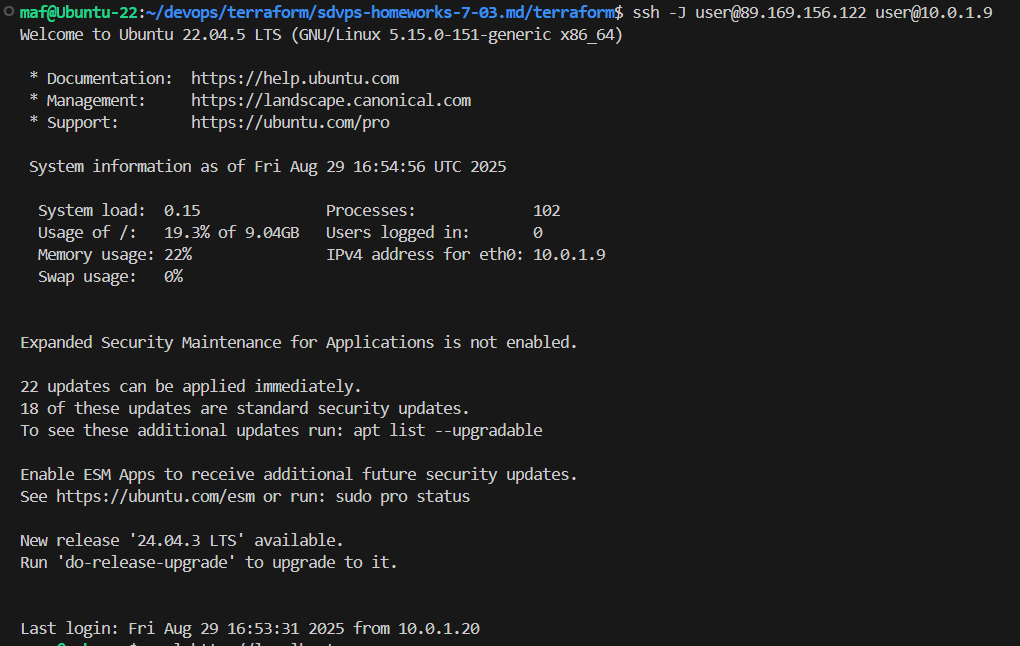 maf@Ubuntu-22:~/devops/terraform/sdvps-homeworks-7-03.md/terraform$ ssh -J user@89.169.156.122 user@10.0.1.9
Welcome to Ubuntu 22.04.5 LTS (GNU/Linux 5.15.0-151-generic x86_64)
* Documentation:  https://help.ubuntu.com
* Management:     https://landscape.canonical.com
* Support:        https://ubuntu.com/pro
System information as of Fri Aug 29 16:54:56 UTC 2025
System load:  0.15              Processes:             102
Usage of /:   19.3% of 9.04GB   Users logged in:       0
Memory usage: 22%               IPv4 address for eth0: 10.0.1.9
Swap usage:   0%
Expanded Security Maintenance for Applications is not enabled.
22 updates can be applied immediately.
18 of these updates are standard security updates.
To see these additional updates run: apt list --upgradable
Enable ESM Apps to receive additional future security updates.
See https://ubuntu.com/esm or run: sudo pro status
New release '24.04.3 LTS' available.
Run 'do-release-upgrade' to upgrade to it.
Last login: Fri Aug 29 16:53:31 2025 from 10.0.1.20